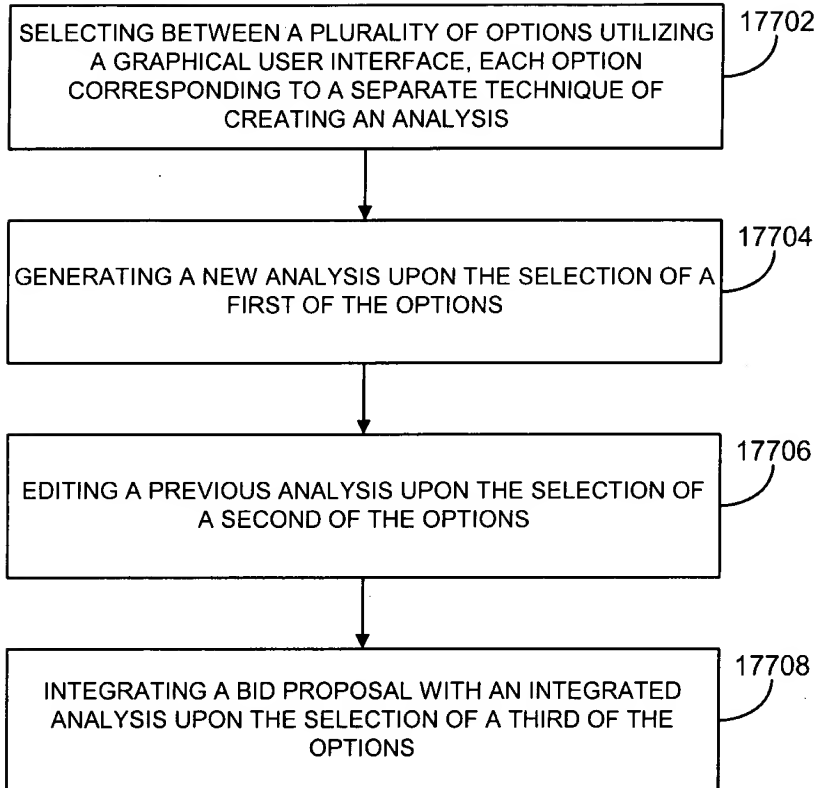 SELECTING BETWEEN A PLURALITY OF OPTIONS UTILIZING
A GRAPHICAL USER INTERFACE, EACH OPTION
CORRESPONDING TO A SEPARATE TECHNIQUE OF
CREATING AN ANALYSIS
17702
GENERATING A NEW ANALYSIS UPON THE SELECTION OF A
FIRST OF THE OPTIONS
17704
EDITING A PREVIOUS ANALYSIS UPON THE SELECTION OF
A SECOND OF THE OPTIONS
17706
INTEGRATING A BID PROPOSAL WITH AN INTEGRATED
ANALYSIS UPON THE SELECTION OF A THIRD OF THE
OPTIONS
17708